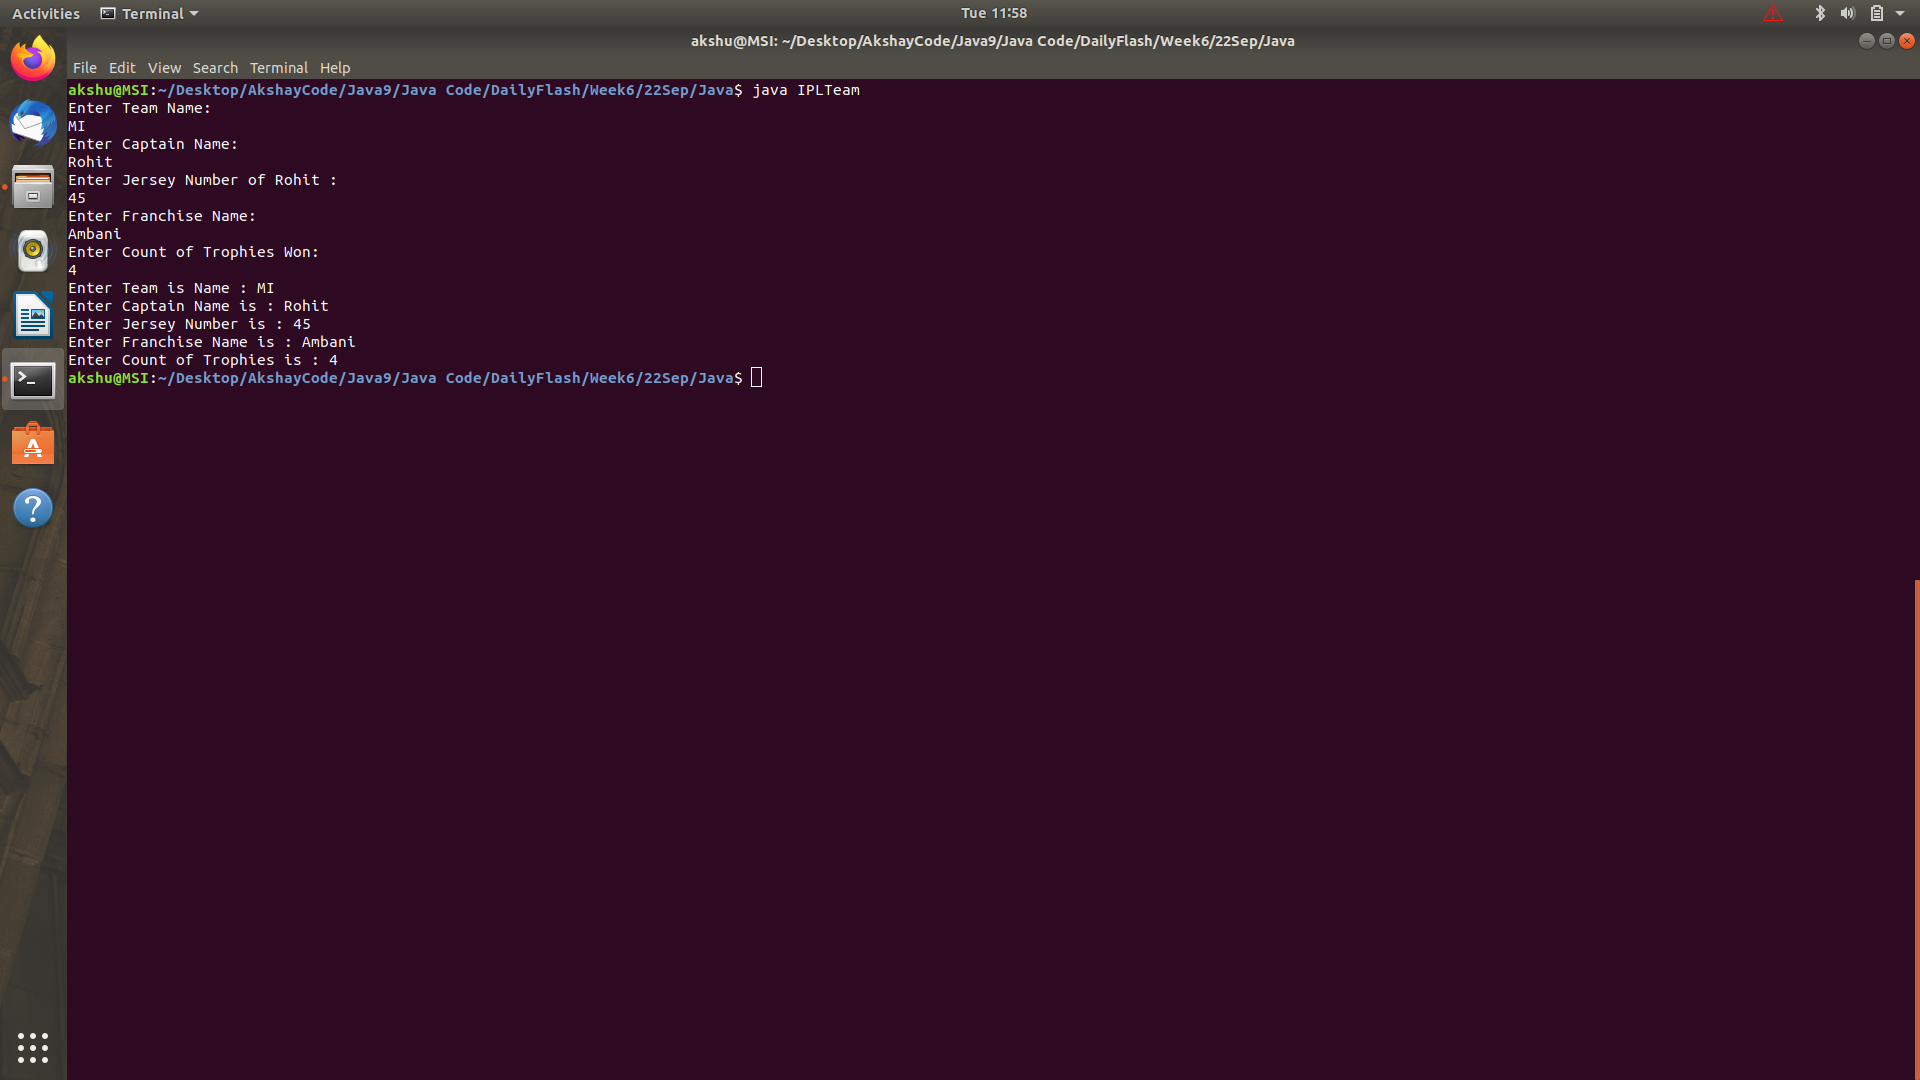 Activities Terminal Tue 11:58
akshu@MSI: ~/Desktop/AkshayCode/Java9/Java Code/DailyFlash/Week6/22Sep/Java
File Edit View Search Terminal Help
akshu@MSI:~/Desktop/AkshayCode/Java9/Java Code/DailyFlash/Week6/22Sep/Java$ java IPLTeam
Enter Team Name:
MI
Enter Captain Name:
Rohit
Enter Jersey Number of Rohit :
45
Enter Franchise Name:
Ambani
Enter Count of Trophies Won:
4
Enter Team is Name : MI
Enter Captain Name is : Rohit
Enter Jersey Number is : 45
Enter Franchise Name is : Ambani
Enter Count of Trophies is : 4
akshu@MSI:~/Desktop/AkshayCode/Java9/Java Code/DailyFlash/Week6/22Sep/Java$